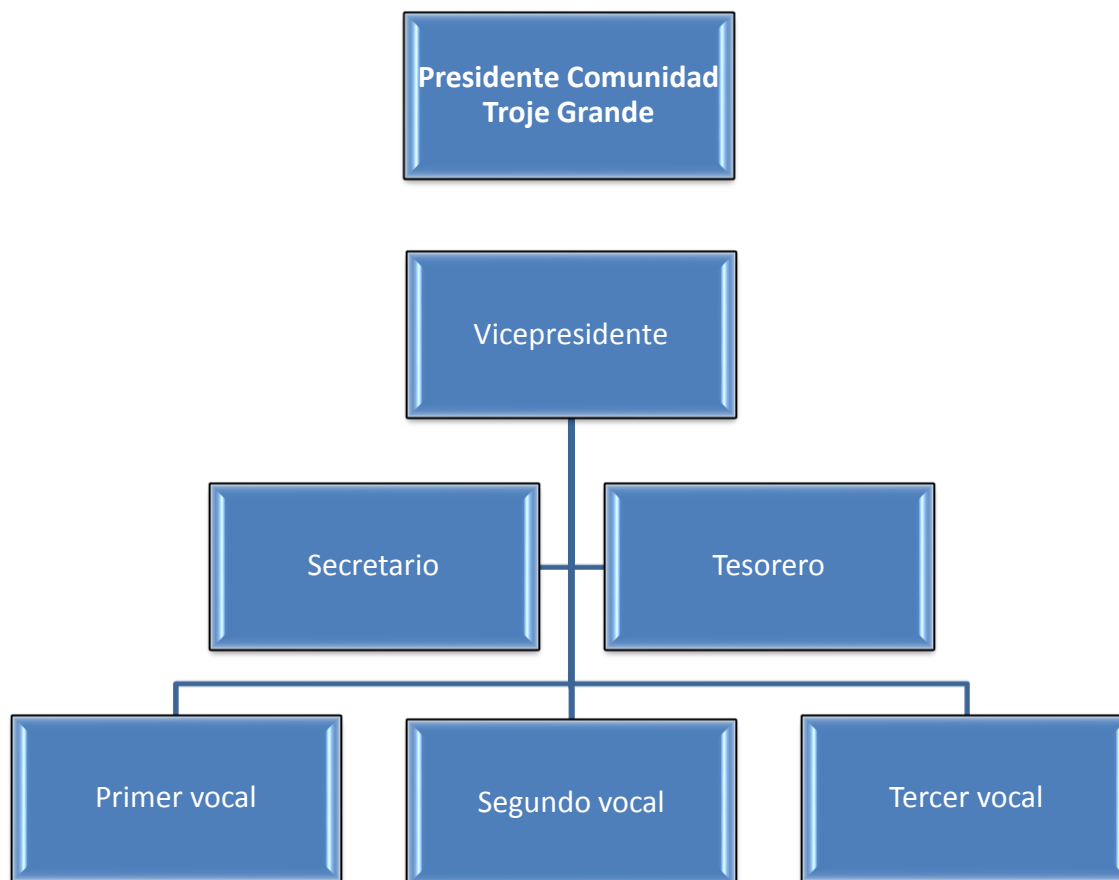 Presidente Comunidad
Troje Grande
Vicepresidente
Secretario
Tesorero
Primer vocal
Segundo vocal
Tercer vocal